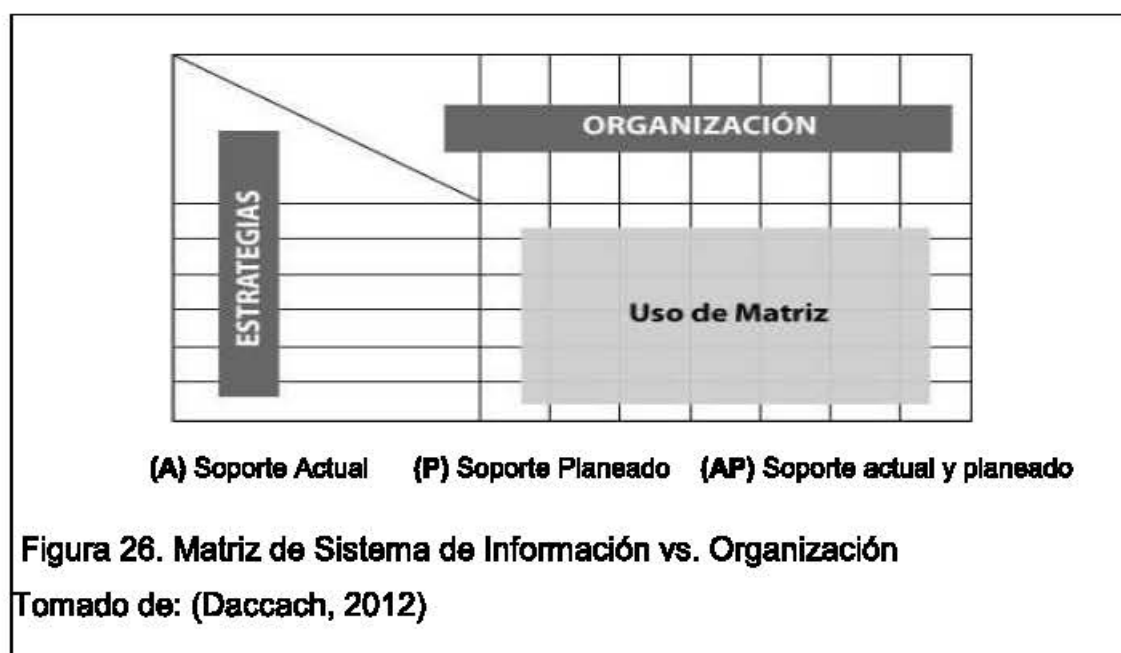 ORGANIZACIÓN
ESTRATEGIAS
Uso de Matriz
(A) Soporte Actual (P) Soporte Planeado (AP) Soporte actual y planeado
Figura 26. Matriz de Sistema de Información vs. Organización
Tomado de: (Daccach, 2012)